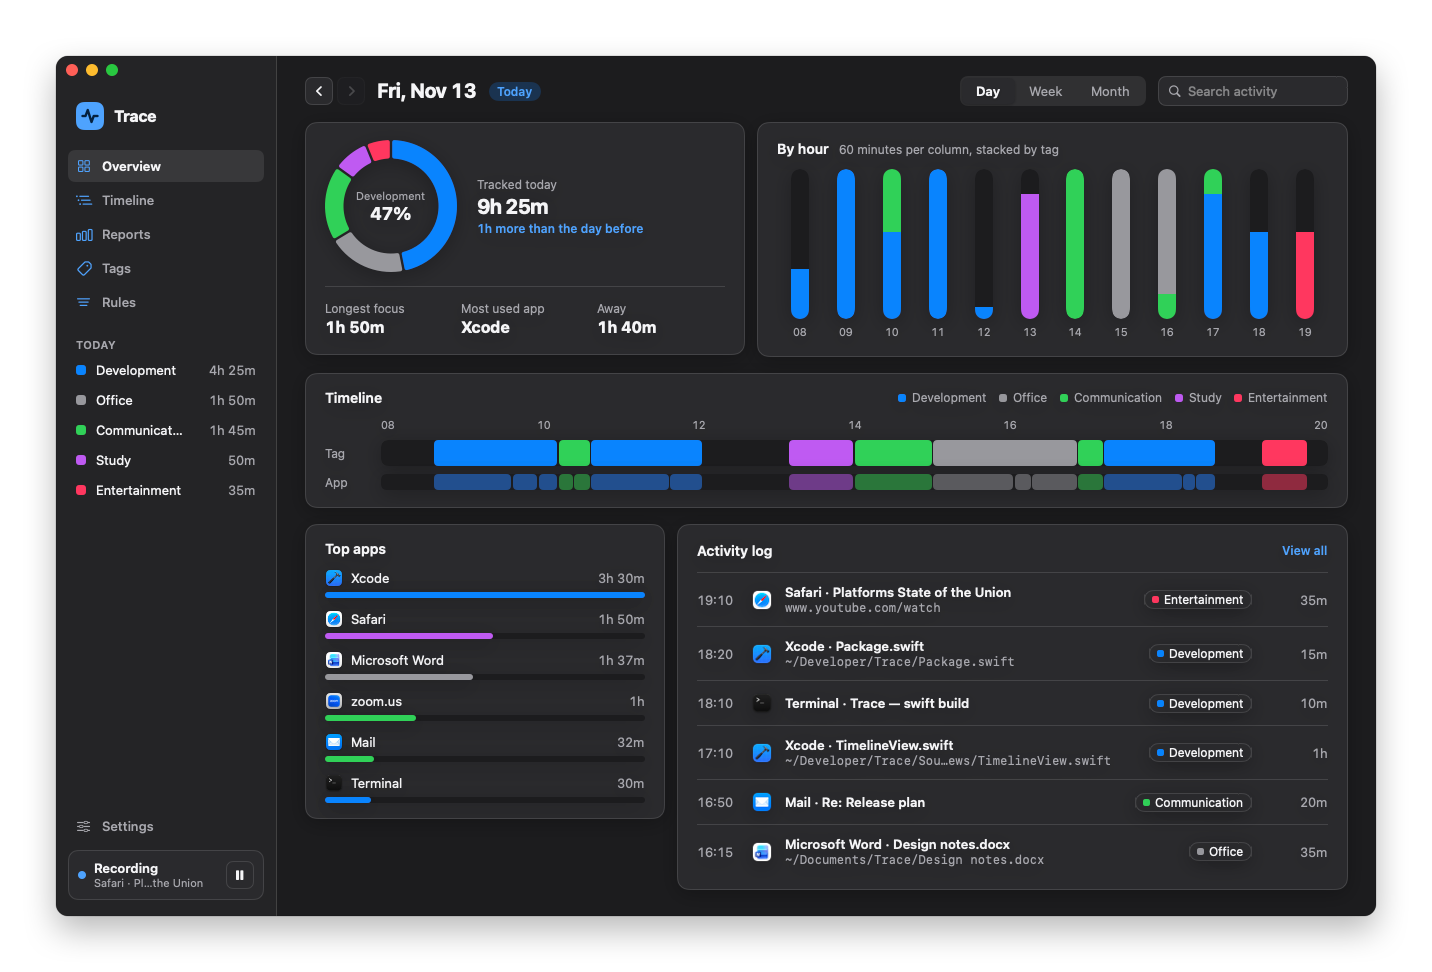 Trace
Overview
Timeline
Reports
Tags
Rules
TODAY
Development 4h 25m
Office 1h 50m
Communicat... 1h 45m
Study 50m
Entertainment 35m
Settings
Recording
Safari · Pl...the Union
Fri, Nov 13 Today
Day Week Month
Search activity
Development
47%
Tracked today
9h 25m
1h more than the day before
Longest focus Most used app Away
1h 50m Xcode 1h 40m
By hour 60 minutes per column, stacked by tag
08 09 10 11 12 13 14 15 16 17 18 19
Timeline
Development Office Communication Study Entertainment
08 10 12 14 16 18 20
Tag
App
Top apps
Xcode 3h 30m
Safari 1h 50m
Microsoft Word 1h 37m
zoom.us 1h
Mail 32m
Terminal 30m
Activity log View all
19:10 Safari · Platforms State of the Union Entertainment 35m
www.youtube.com/watch
18:20 Xcode · Package.swift Development 15m
~/Developer/Trace/Package.swift
18:10 Terminal · Trace — swift build Development 10m
17:10 Xcode · TimelineView.swift Development 1h
~/Developer/Trace/Sou…ews/TimelineView.swift
16:50 Mail · Re: Release plan Communication 20m
16:15 Microsoft Word · Design notes.docx Office 35m
~/Documents/Trace/Design notes.docx